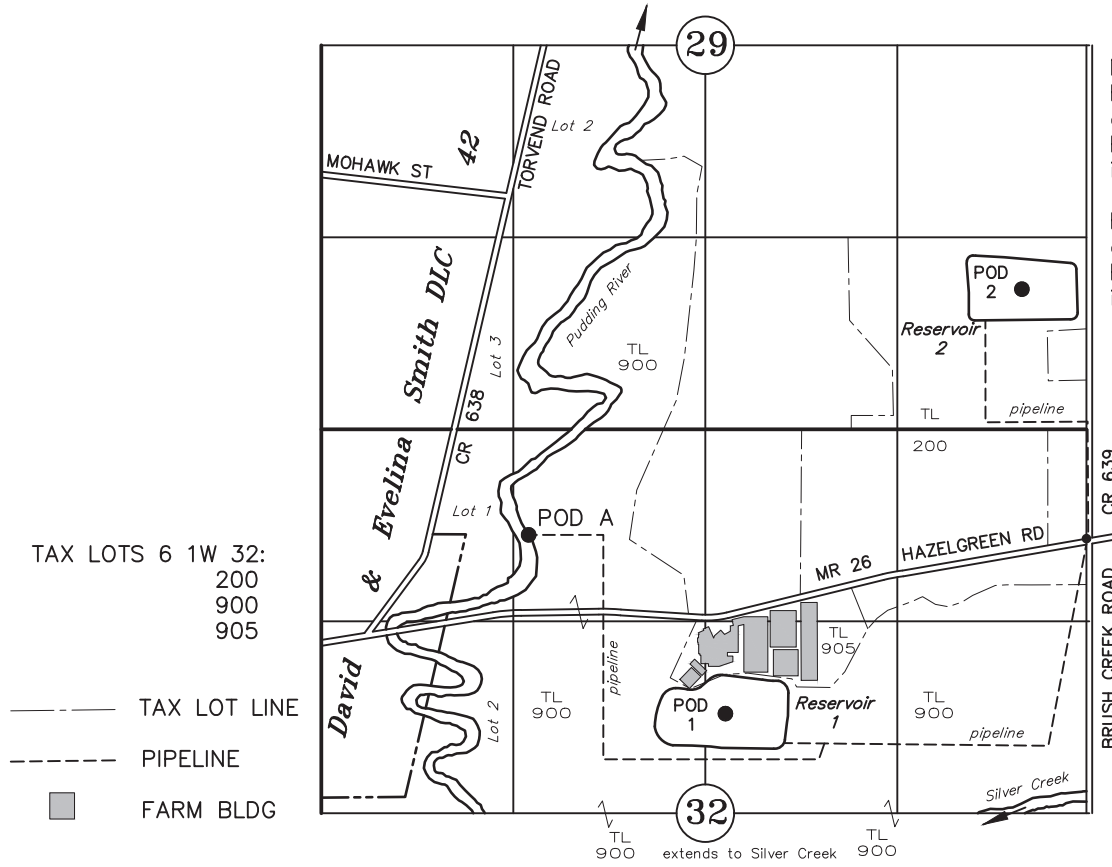 29
Lot 2
TORVEND ROAD
42
MOHAWK ST
Smith DLC
Pudding River
POD
2
Reservoir
2
Lot 3
TL
900
638
CR
pipeline
TL
200
CR 639
& Evelina
Lot 1
POD A
HAZELGREEN RD
MR 26
TAX LOTS 6 1W 32:
200
900
905
TL
905
pipeline
David
TL
900
Lot 2
POD
1
Reservoir
1
TL
900
pipeline
BRUSH CREEK ROAD
TAX LOT LINE
PIPELINE
FARM BLDG
Silver Creek
32
TL
900
extends to Silver Creek
TL
900